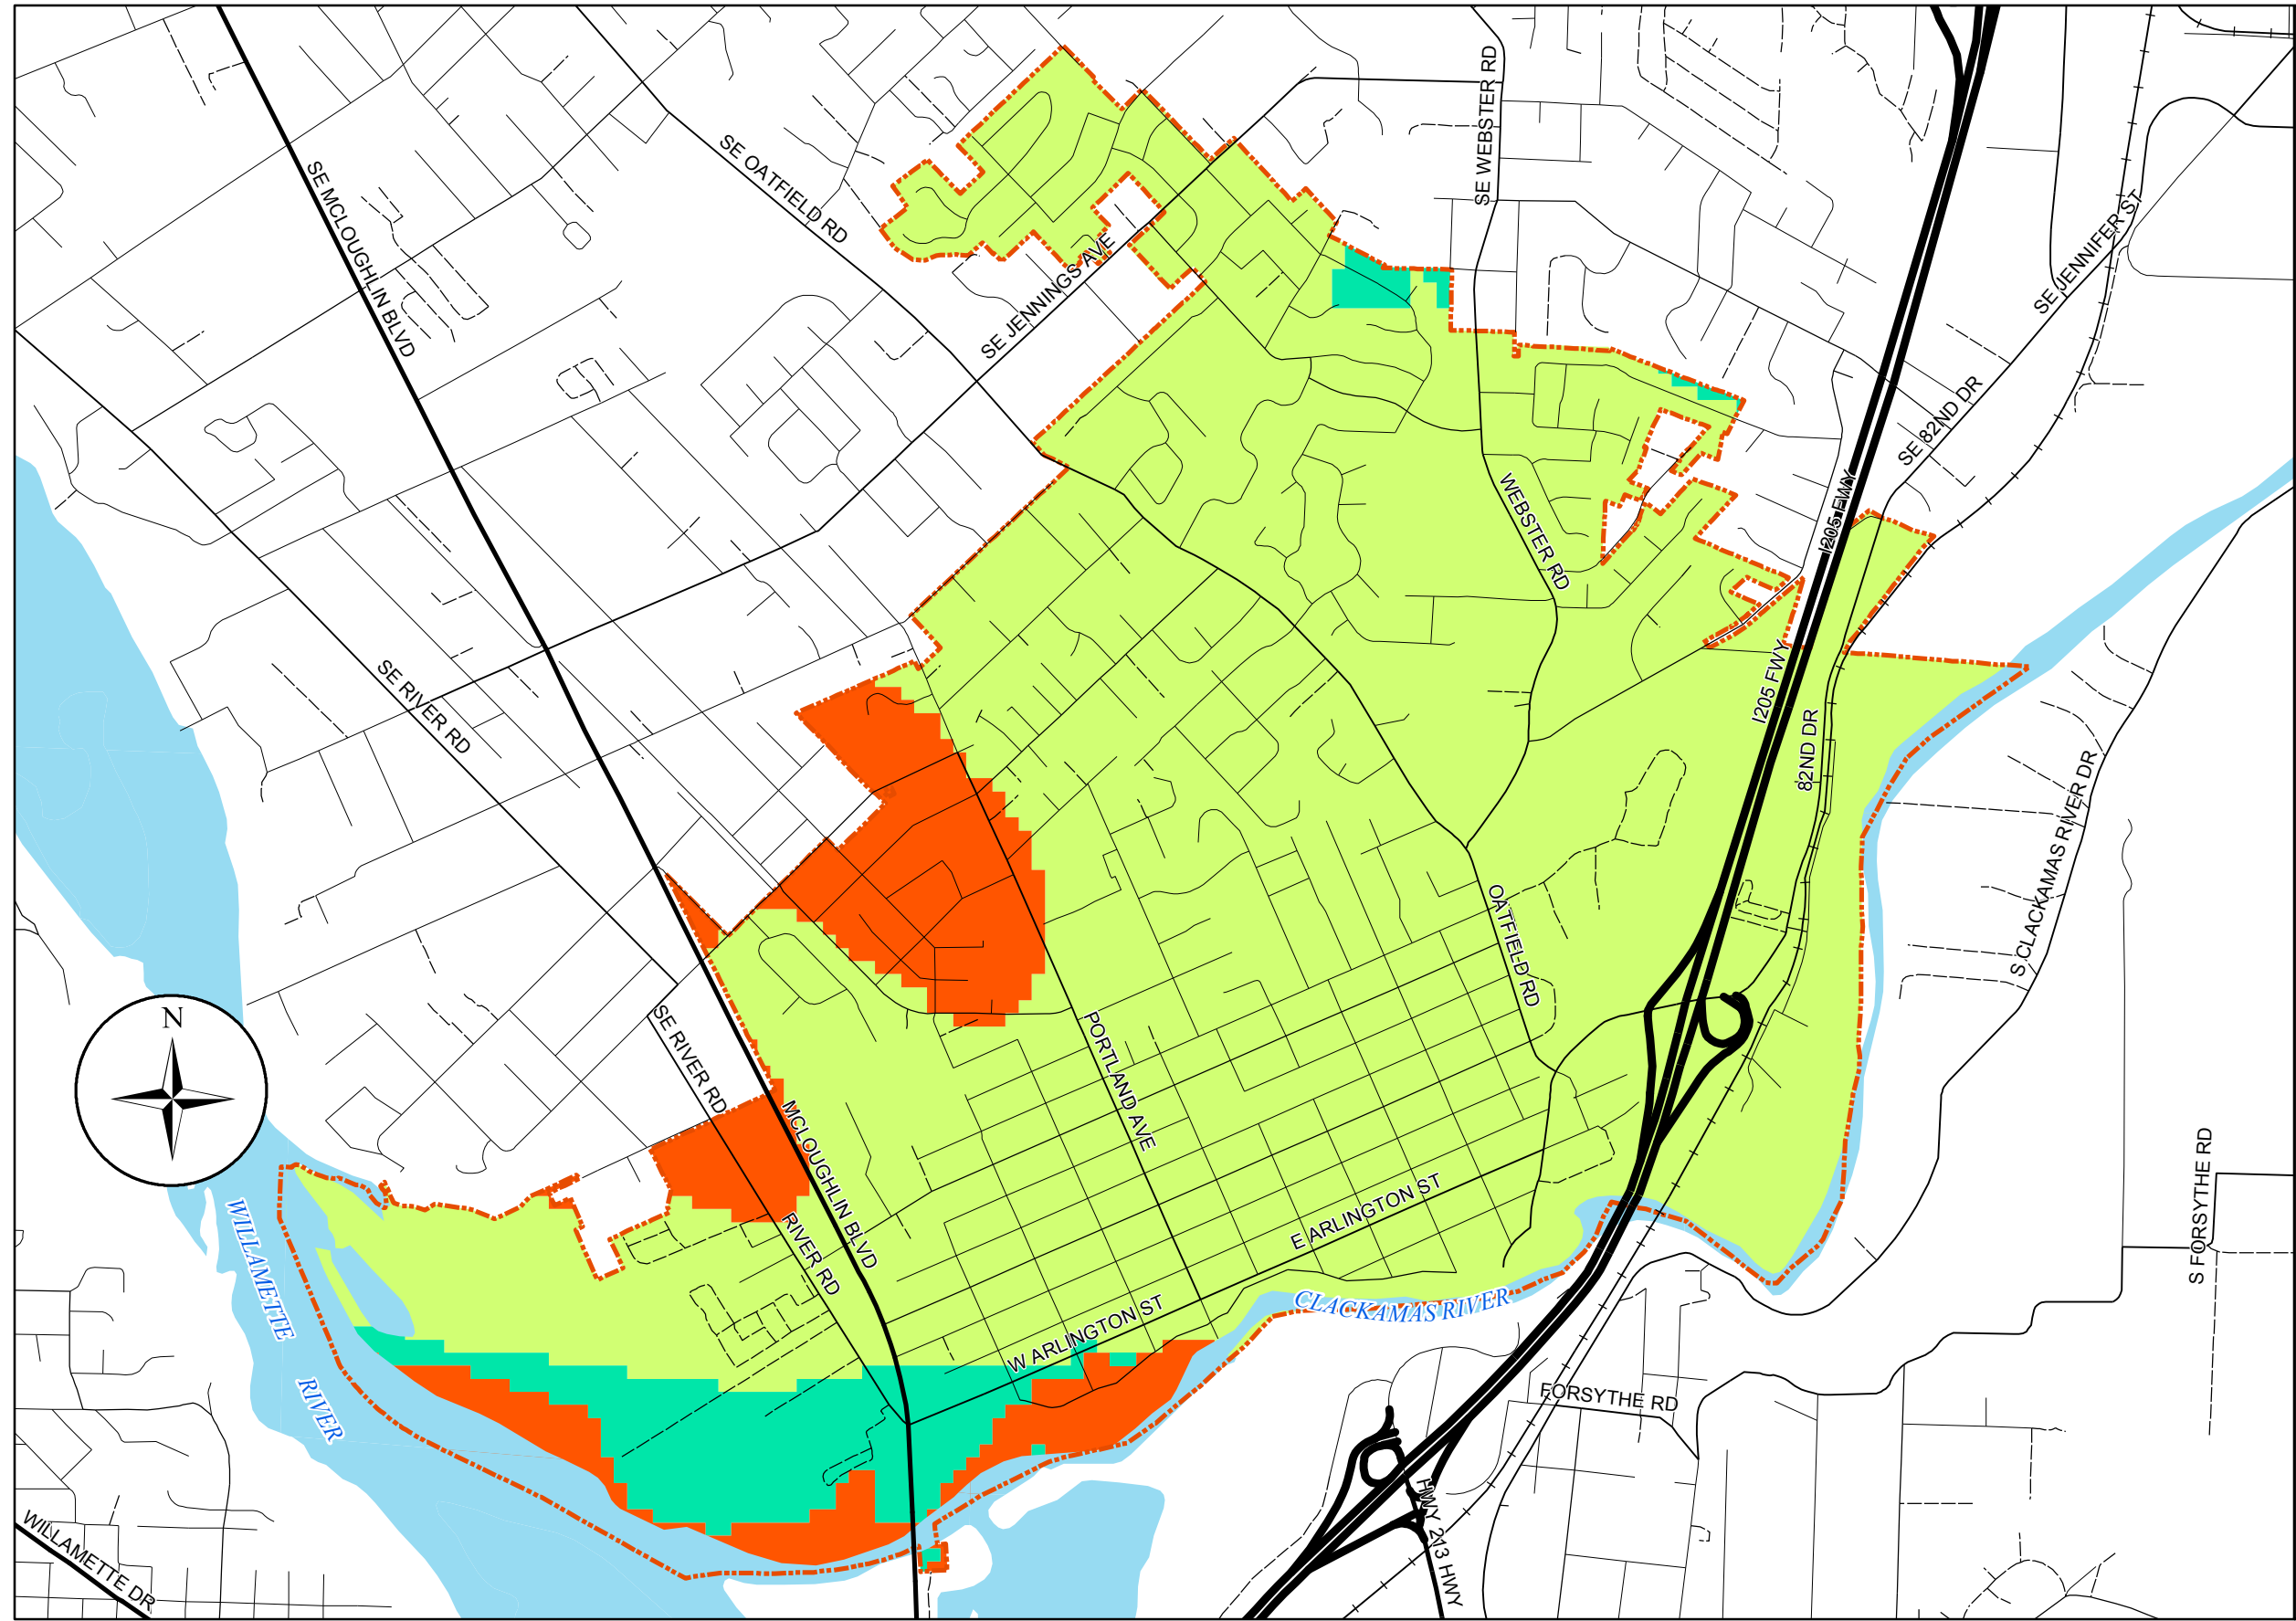 SE WEBSTER RD
SE OATFIELD RD
SE MCLOUGHLIN BLVD
SE JENNINGS AVE
SE JENNIFER ST
SE 82ND DR
I205 FWY
WEBSTER RD
SE RIVER RD
I205 FWY
82ND DR
S CLACKAMAS RIVER DR
OATFIELD RD
N
SE RIVER RD
PORTLAND AVE
MCLOUGHLIN BLVD
RIVER RD
E ARLINGTON ST
W ARLINGTON ST
CLACKAMAS RIVER
S FORSYTHE RD
WILLAMETTE
RIVER
FORSYTHE RD
HWY 213 HWY
WILLAMETTE DR